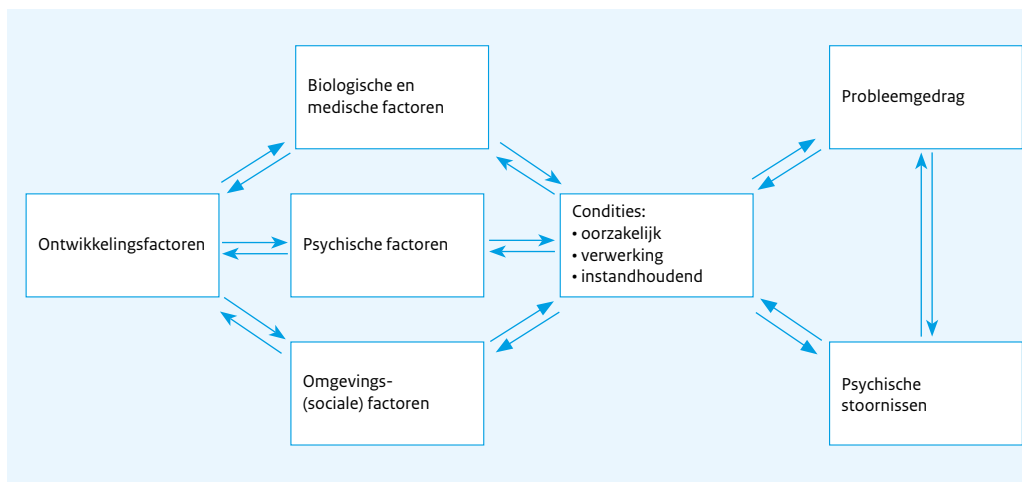 Biologische en
medische factoren
Probleemgedrag
Ontwikkelingsfactoren
Psychische factoren
Condities:
• oorzakelijk
• verwerking
• instandhoudend
Omgevings-
(sociale) factoren
Psychische
stoornissen